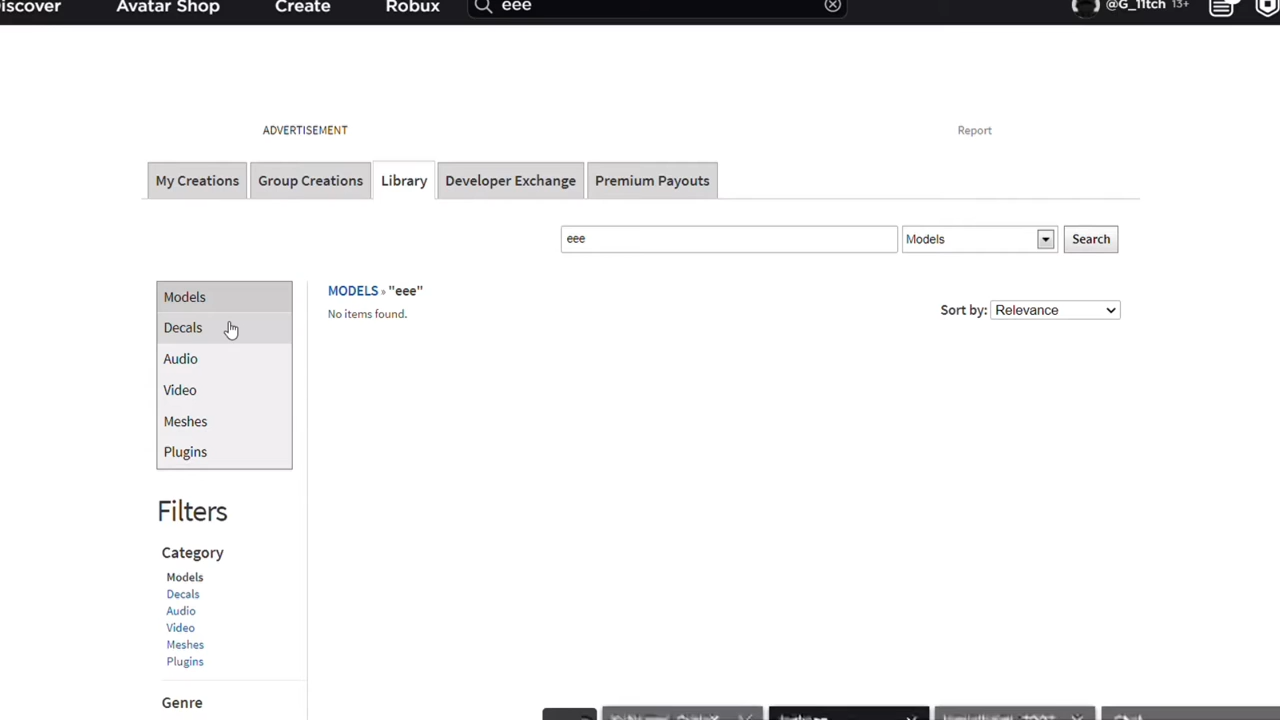 iscover Avatar Shop Create Robux eee @G_11tch 13+
ADVERTISEMENT Report
My Creations Group Creations Library Developer Exchange Premium Payouts
eee Models Search
Models
Decals
Audio
Video
Meshes
Plugins
MODELS » "eee"
No items found.
Sort by: Relevance
Filters
Category
Models
Decals
Audio
Video
Meshes
Plugins
Genre